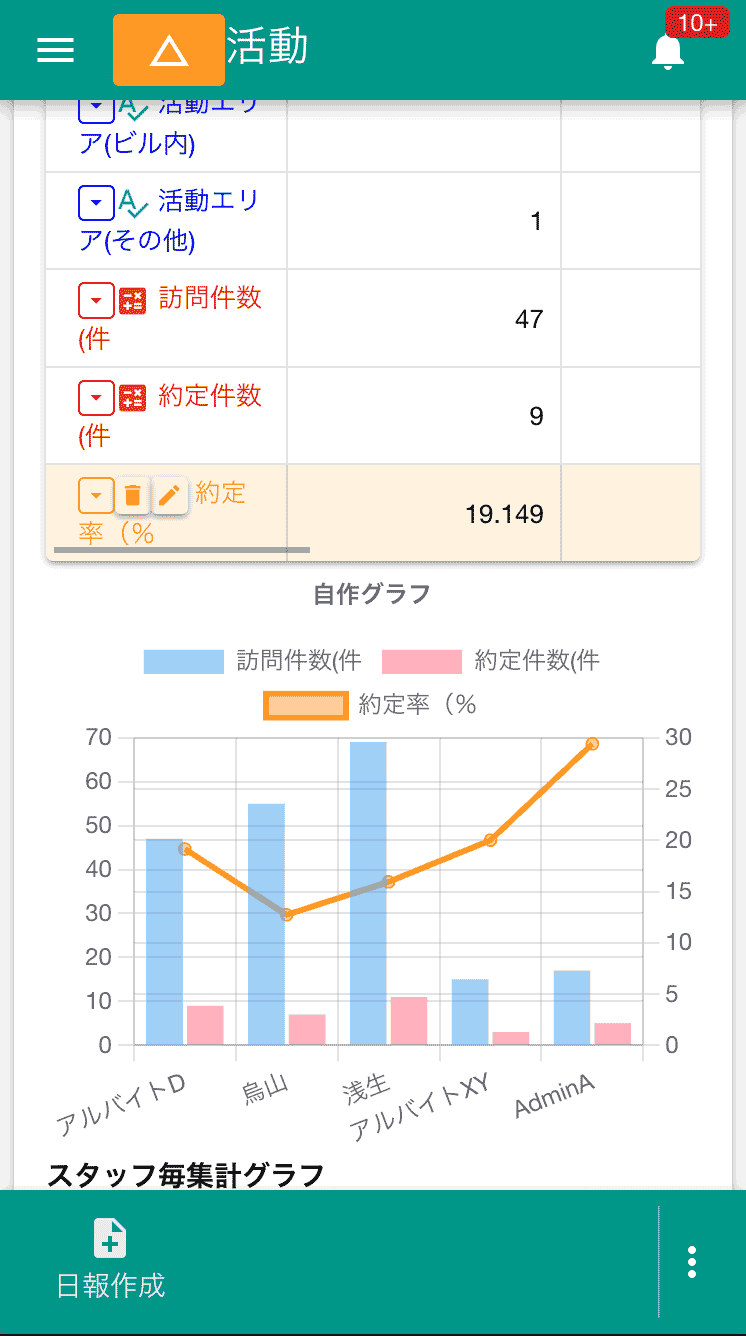 活動
10+
活動エリ
ア(ビル内)
活動エリ
ア(その他)
1
訪問件数
(件
47
約定件数
(件
9
約定
率（%
19.149
自作グラフ
訪問件数(件
約定件数(件
約定率（%
70
60
50
40
30
20
10
0
30
25
20
15
10
5
0
アルバイトD
烏山
浅生
アルバイトXY
AdminA
スタッフ毎集計グラフ
日報作成